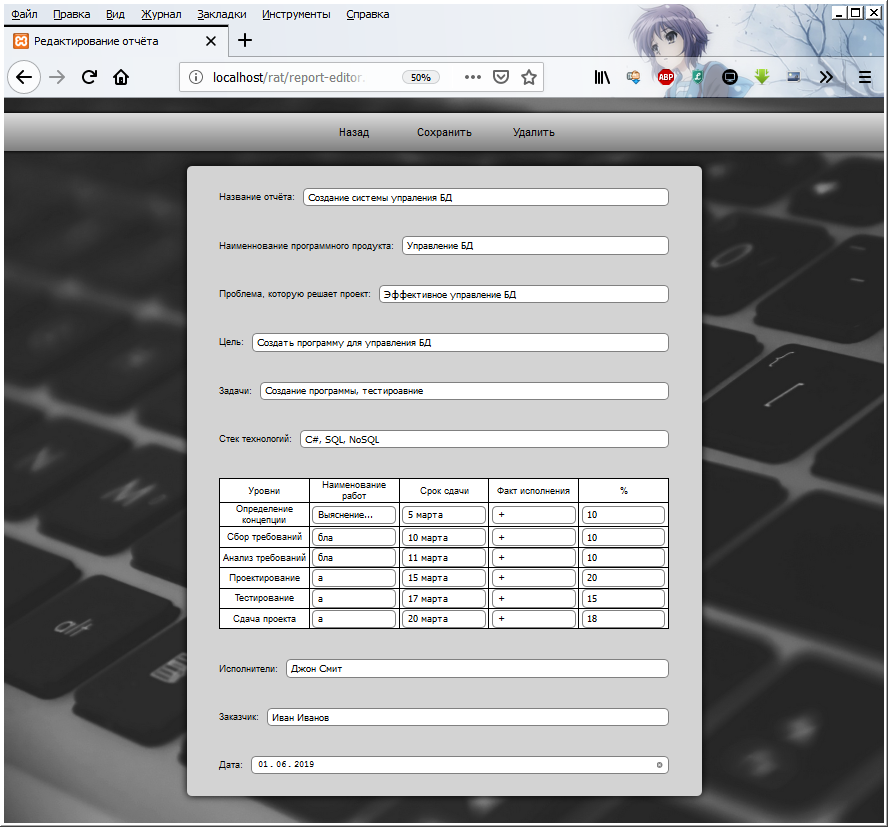 Файл Правка Вид Журнал Закладки Инструменты Справка
Редактирование отчёта
localhost/rat/report-editor. 50%
ABP
Назад Сохранить Удалить
Название отчёта: Создание системы упраления БД
Наименнование программного продукта: Управление БД
Проблема, которую решает проект: Эффективное управление БД
Цель: Создать программу для управления БД
Задачи: Создание программы, тестироавние
Стек технологий: C#, SQL, NoSQL
Уровни Наименование работ Срок сдачи Факт исполнения %
Определение концепции Выяснение... 5 марта + 10
Сбор требований бла 10 марта + 10
Анализ требований бла 11 марта + 10
Проектирование а 15 марта + 20
Тестирование а 17 марта + 15
Сдача проекта а 20 марта + 18
Исполнители: Джон Смит
Заказчик: Иван Иванов
Дата: 01.06.2019
alt